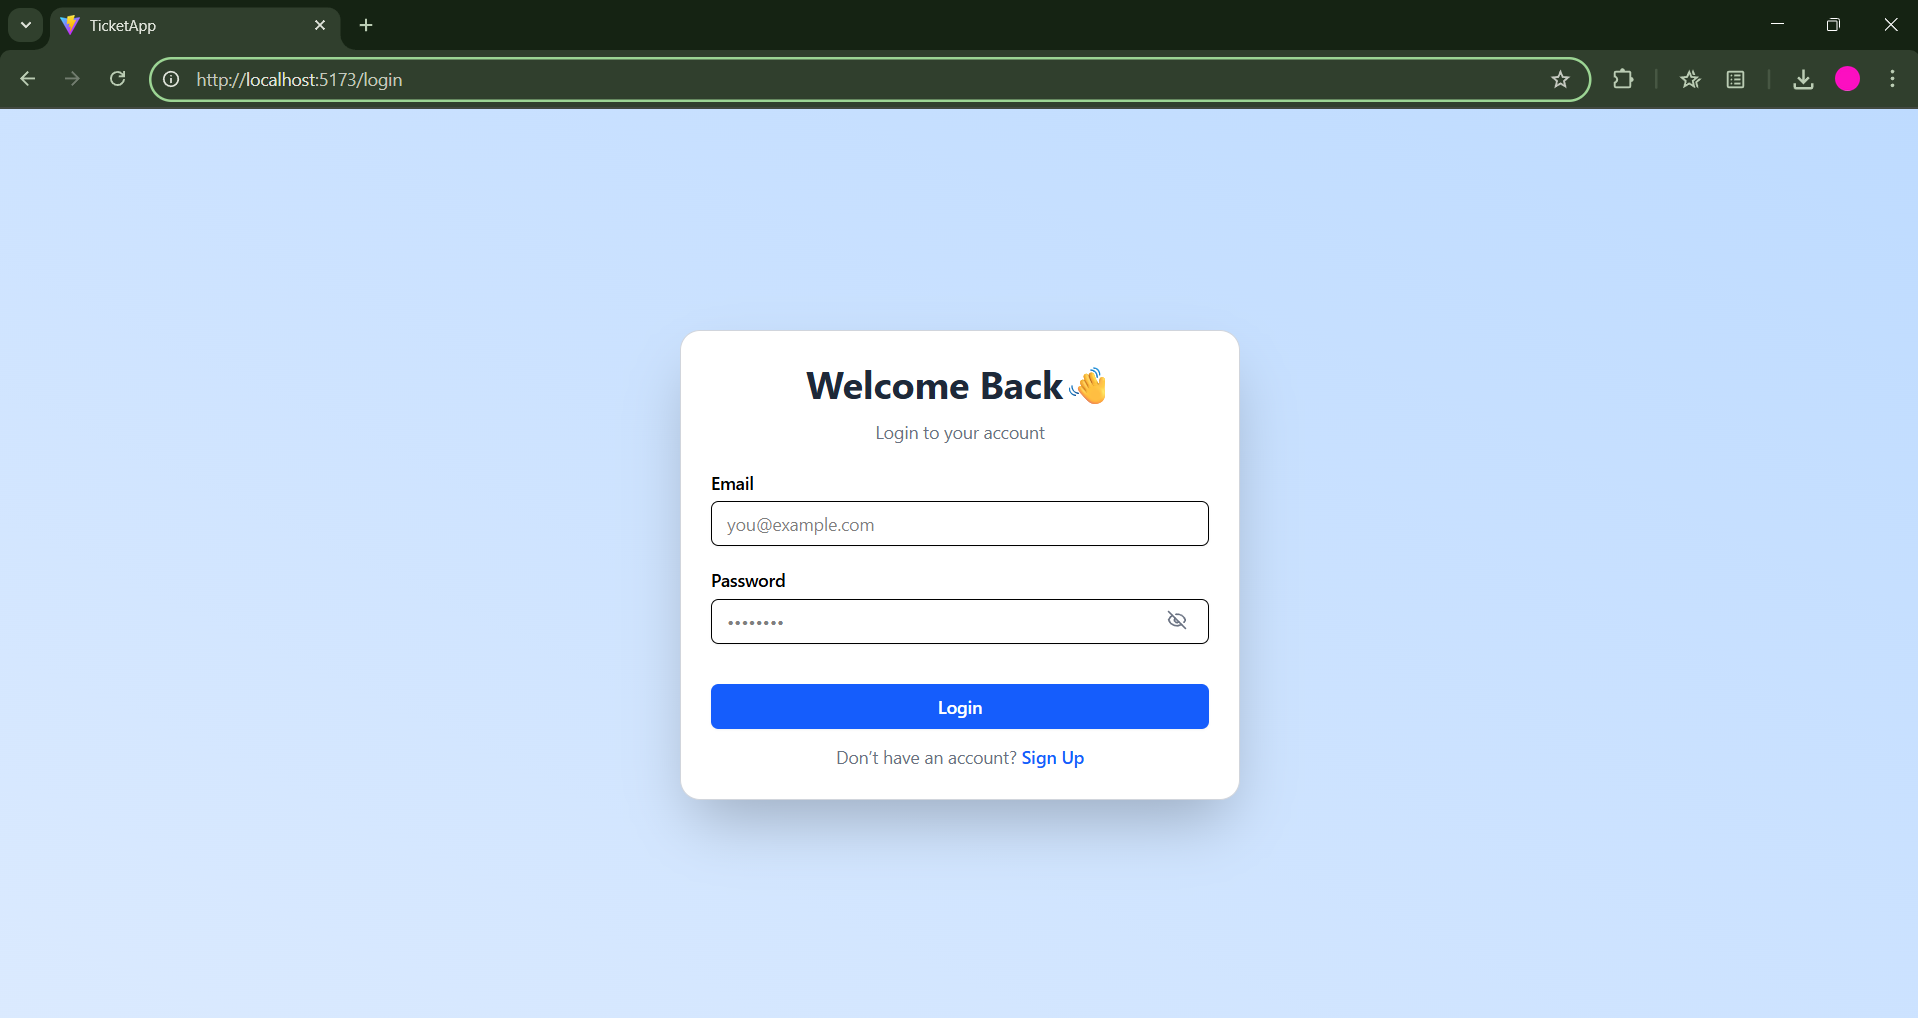 TicketApp
http://localhost:5173/login
Welcome Back 👋
Login to your account
Email
you@example.com
Password
••••••••
Login
Don’t have an account? Sign Up